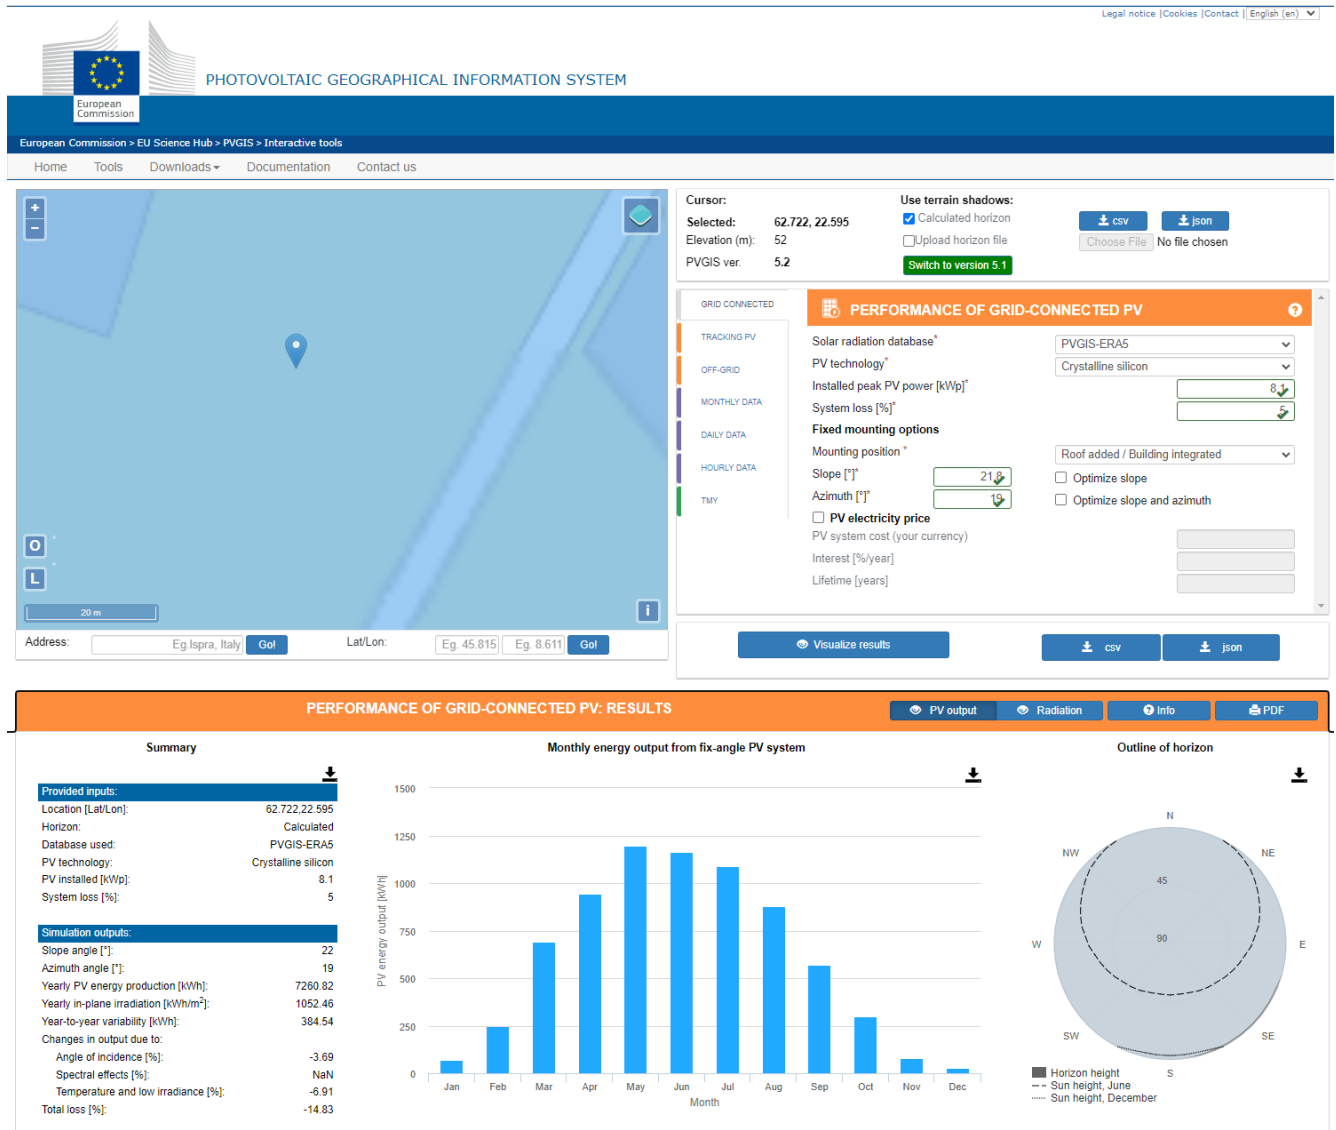 Legal notice |Cookies |Contact | English (en)
PHOTOVOLTAIC GEOGRAPHICAL INFORMATION SYSTEM
European
Commission
European Commission > EU Science Hub > PVGIS > Interactive tools
Home Tools Downloads Documentation Contact us
+
-
O
L
20 m
i
Address: Eg.Ispra, Italy Go! Lat/Lon: Eg. 45.815 Eg. 8.611 Go!
Cursor: Use terrain shadows:
Selected: 62.722, 22.595 Calculated horizon csv json
Elevation (m): 52 Upload horizon file Choose File No file chosen
PVGIS ver. 5.2 Switch to version 5.1
GRID CONNECTED
TRACKING PV
OFF-GRID
MONTHLY DATA
DAILY DATA
HOURLY DATA
TMY
PERFORMANCE OF GRID-CONNECTED PV ?
Solar radiation database* PVGIS-ERA5
PV technology* Crystalline silicon
Installed peak PV power [kWp]* 8.1
System loss [%]* 5
Fixed mounting options
Mounting position * Roof added / Building integrated
Slope [°]* 21.8 Optimize slope
Azimuth [°]* 19 Optimize slope and azimuth
PV electricity price
PV system cost (your currency)
Interest [%/year]
Lifetime [years]
Visualize results csv json
PERFORMANCE OF GRID-CONNECTED PV: RESULTS PV output Radiation Info PDF
Summary
Provided inputs:
Location [Lat/Lon]: 62.722,22.595
Horizon: Calculated
Database used: PVGIS-ERA5
PV technology: Crystalline silicon
PV installed [kWp]: 8.1
System loss [%]: 5
Simulation outputs:
Slope angle [°]: 22
Azimuth angle [°]: 19
Yearly PV energy production [kWh]: 7260.82
Yearly in-plane irradiation [kWh/m²]: 1052.46
Year-to-year variability [kWh]: 384.54
Changes in output due to:
Angle of incidence [%]: -3.69
Spectral effects [%]: NaN
Temperature and low irradiance [%]: -6.91
Total loss [%]: -14.83
Monthly energy output from fix-angle PV system
PV energy output [kWh]
1500
1250
1000
750
500
250
0
Jan Feb Mar Apr May Jun Jul Aug Sep Oct Nov Dec
Month
Outline of horizon
N
NW NE
45
W 90 E
SW SE
S
Horizon height
Sun height, June
Sun height, December